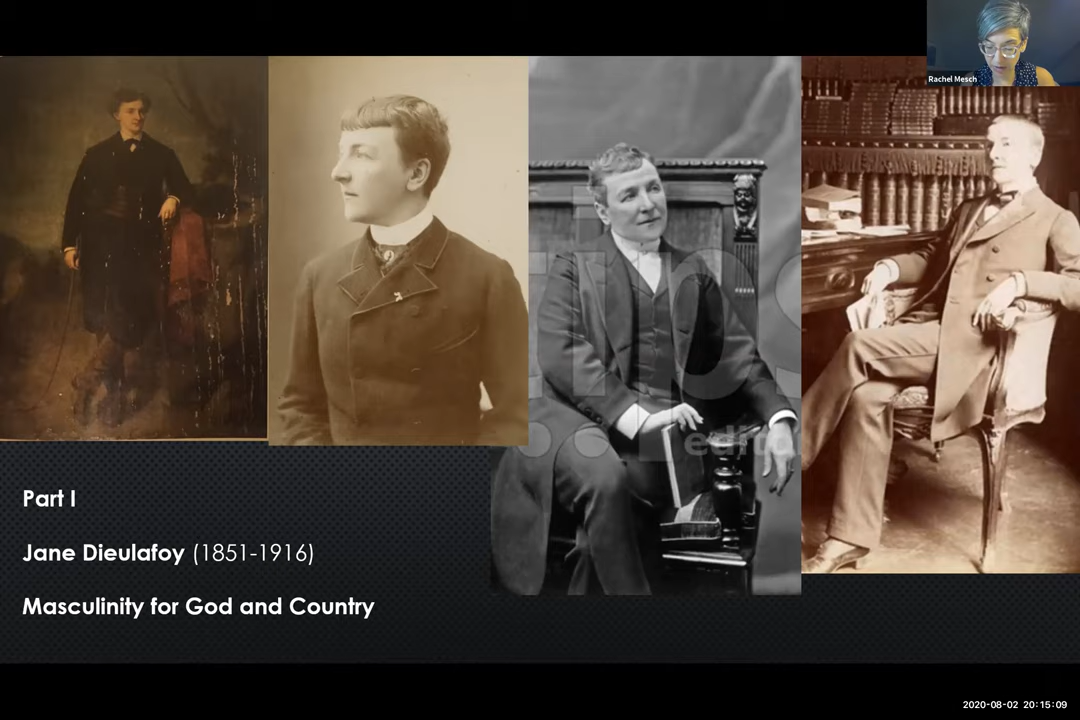 Rachel Mesch
Part I
Jane Dieulafoy (1851-1916)
Masculinity for God and Country
2020-08-02 20:15:09